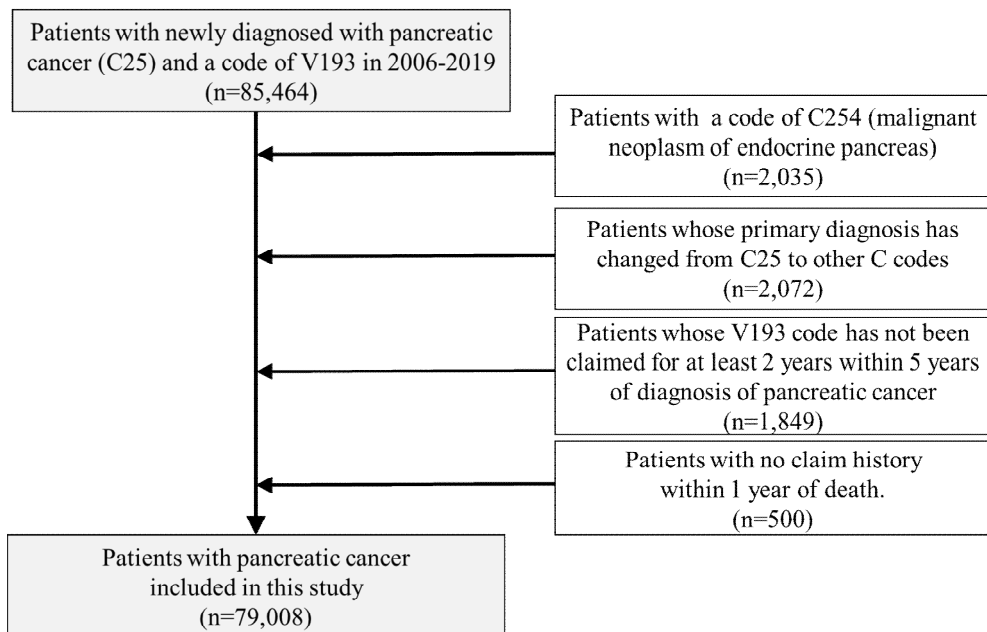 Patients with newly diagnosed with pancreatic
cancer (C25) and a code of V193 in 2006-2019
(n=85,464)
Patients with a code of C254 (malignant
neoplasm of endocrine pancreas)
(n=2,035)
Patients whose primary diagnosis has
changed from C25 to other C codes
(n=2,072)
Patients whose V193 code has not been
claimed for at least 2 years within 5 years
of diagnosis of pancreatic cancer
(n=1,849)
Patients with no claim history
within 1 year of death.
(n=500)
Patients with pancreatic cancer
included in this study
(n=79,008)